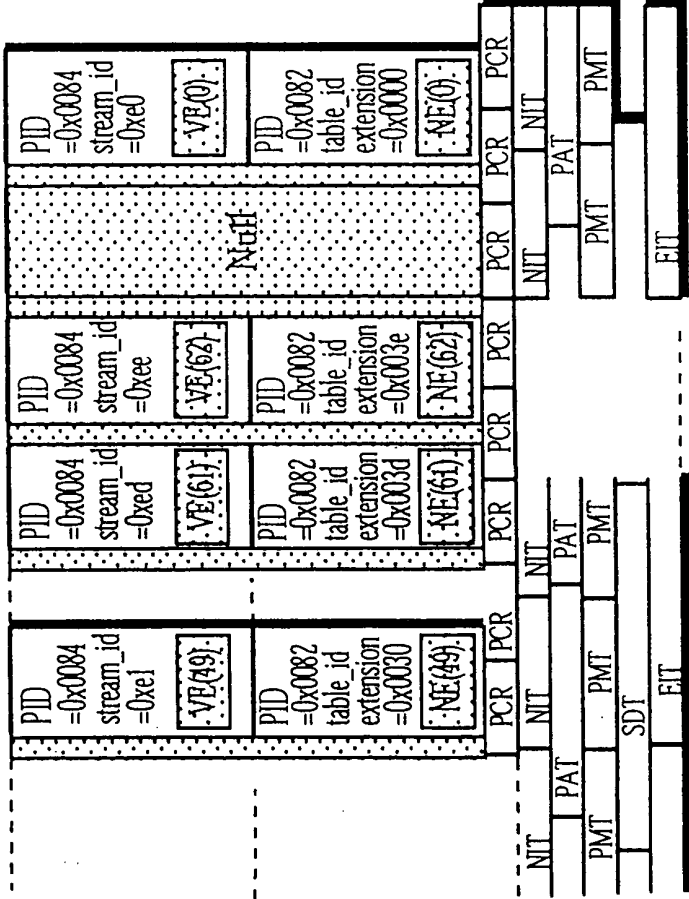 PID
=0x0084
stream_id
=0xe1
VE(49)
PID
=0x0084
stream_id
=0xed
VE(61)
PID
=0x0084
stream_id
=0xee
VE(62)
Null
PID
=0x0084
stream_id
=0xe0
VE(0)
PID
=0x0082
table_id
extension
=0x0030
NE(49)
PID
=0x0082
table_id
extension
=0x003d
NE(61)
PID
=0x0082
table_id
extension
=0x003e
NE(62)
PID
=0x0082
table_id
extension
=0x0000
NE(0)
PCR PCR PCR PCR PCR PCR PCR PCR
NIT NIT NIT NIT NIT
PAT PAT PAT
PMT PMT PMT PMT PMT
SDT
EIT EIT